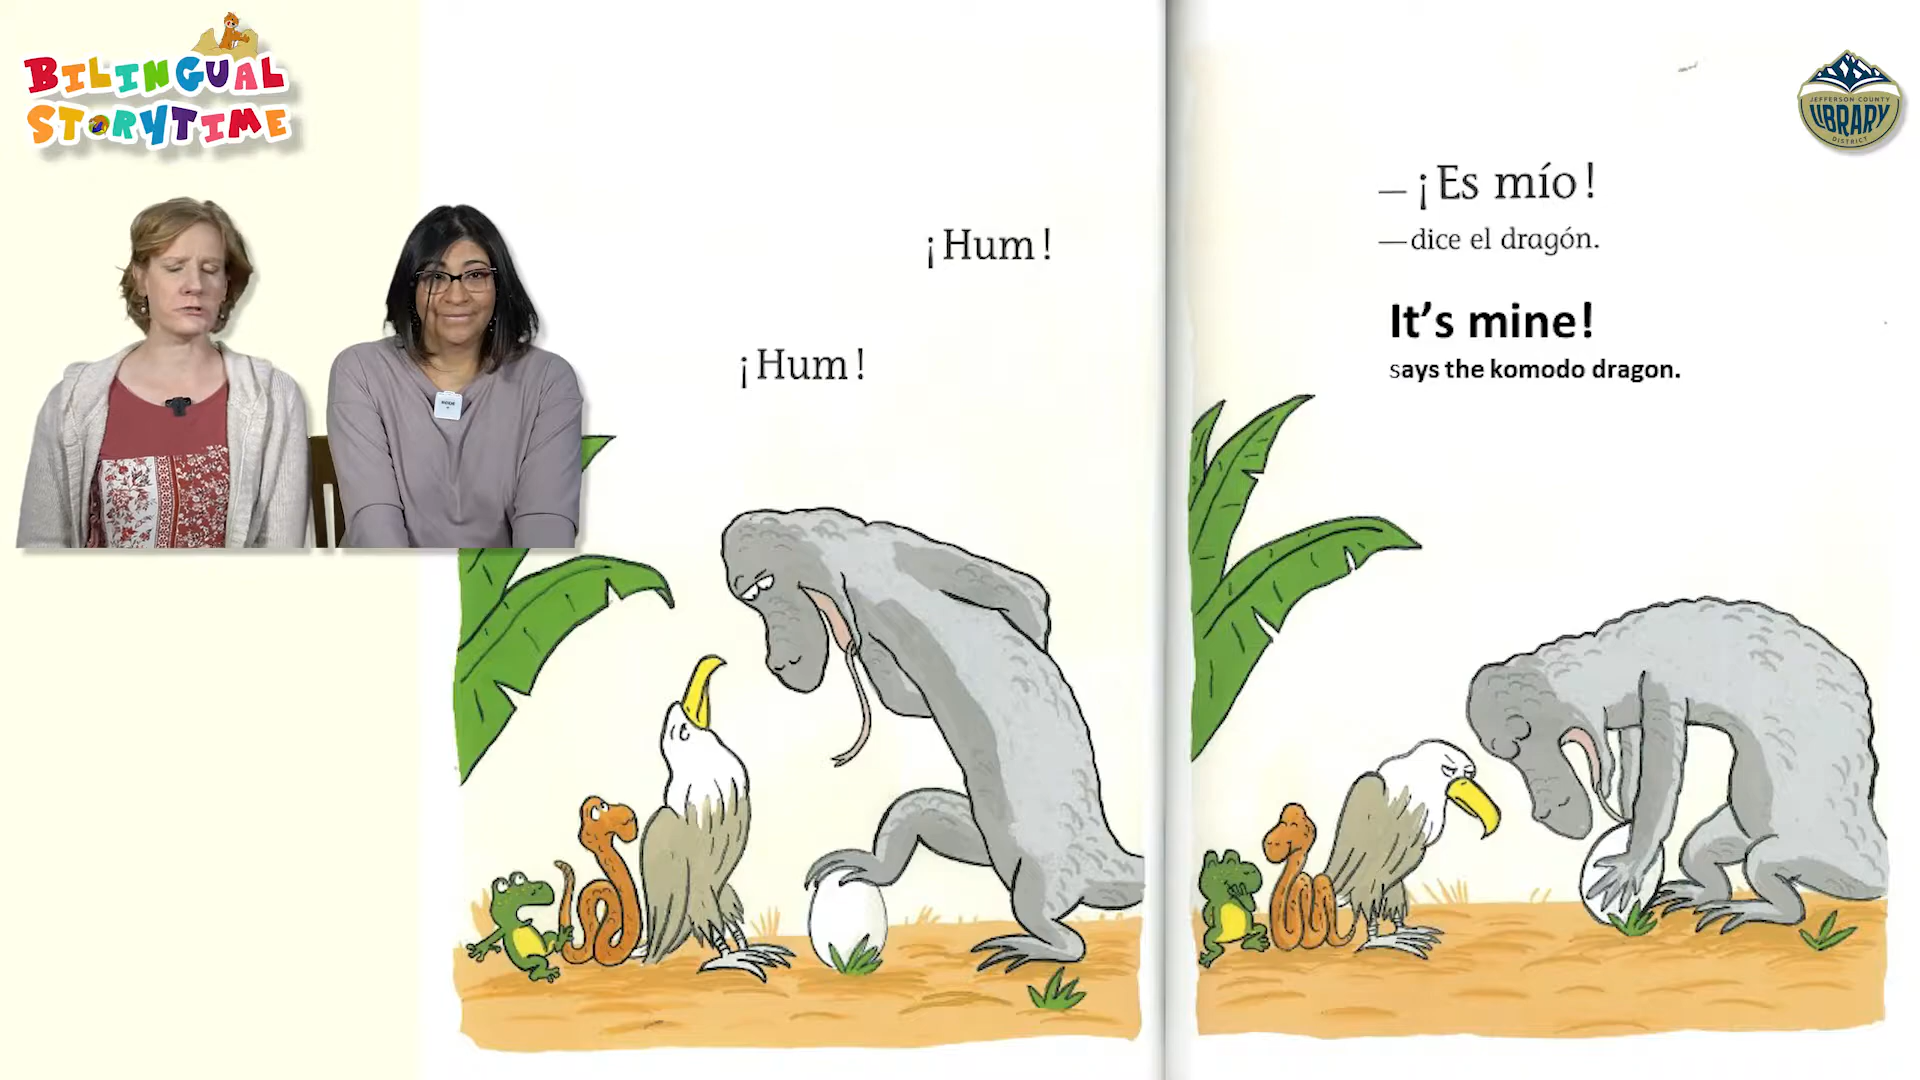 BILINGUAL
STORYTIME
JEFFERSON COUNTY
LIBRARY
DISTRICT
¡Hum!
¡Hum!
— ¡Es mío!
—dice el dragón.
It's mine!
says the komodo dragon.